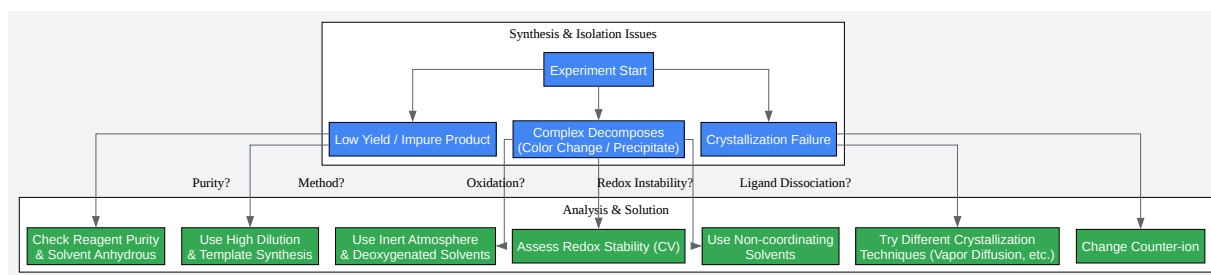 Synthesis & Isolation Issues
Experiment Start
Low Yield / Impure Product
Complex Decomposes
(Color Change / Precipitate)
Crystallization Failure
Purity?
Method?
Oxidation?
Redox Instability?
Ligand Dissociation?
Analysis & Solution
Check Reagent Purity
& Solvent Anhydrous
Use High Dilution
& Template Synthesis
Use Inert Atmosphere
& Deoxygenated Solvents
Assess Redox Stability (CV)
Use Non-coordinating
Solvents
Try Different Crystallization
Techniques (Vapor Diffusion, etc.)
Change Counter-ion